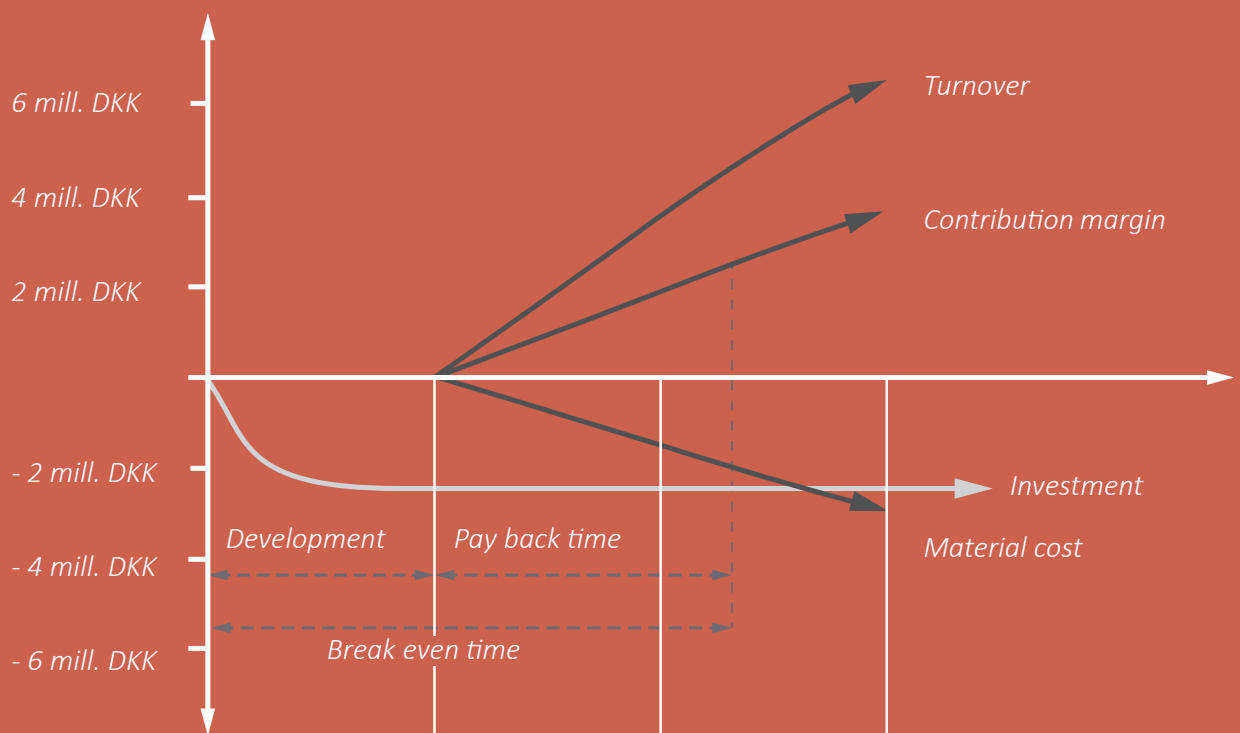 6 mill. DKK
4 mill. DKK
2 mill. DKK
- 2 mill. DKK
- 4 mill. DKK
- 6 mill. DKK
Turnover
Contribution margin
Investment
Material cost
Development
Pay back time
Break even time